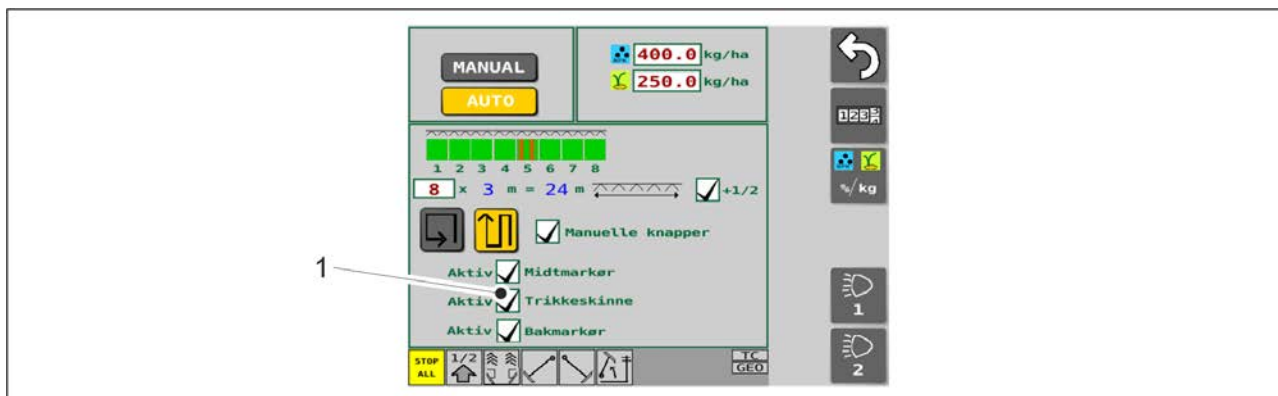 400.0 kg/ha
MANUAL
250.0 kg/ha
AUTO
1 2 3 4 5 6 7 8
8 x 3 m = 24 m +1/2
%/kg
Manuelle knapper
1
Aktiv Midtmarkør
Aktiv Trikkeskinne
Aktiv Bakmarkør
1
STOP ALL
1/2
TC
GEO
2